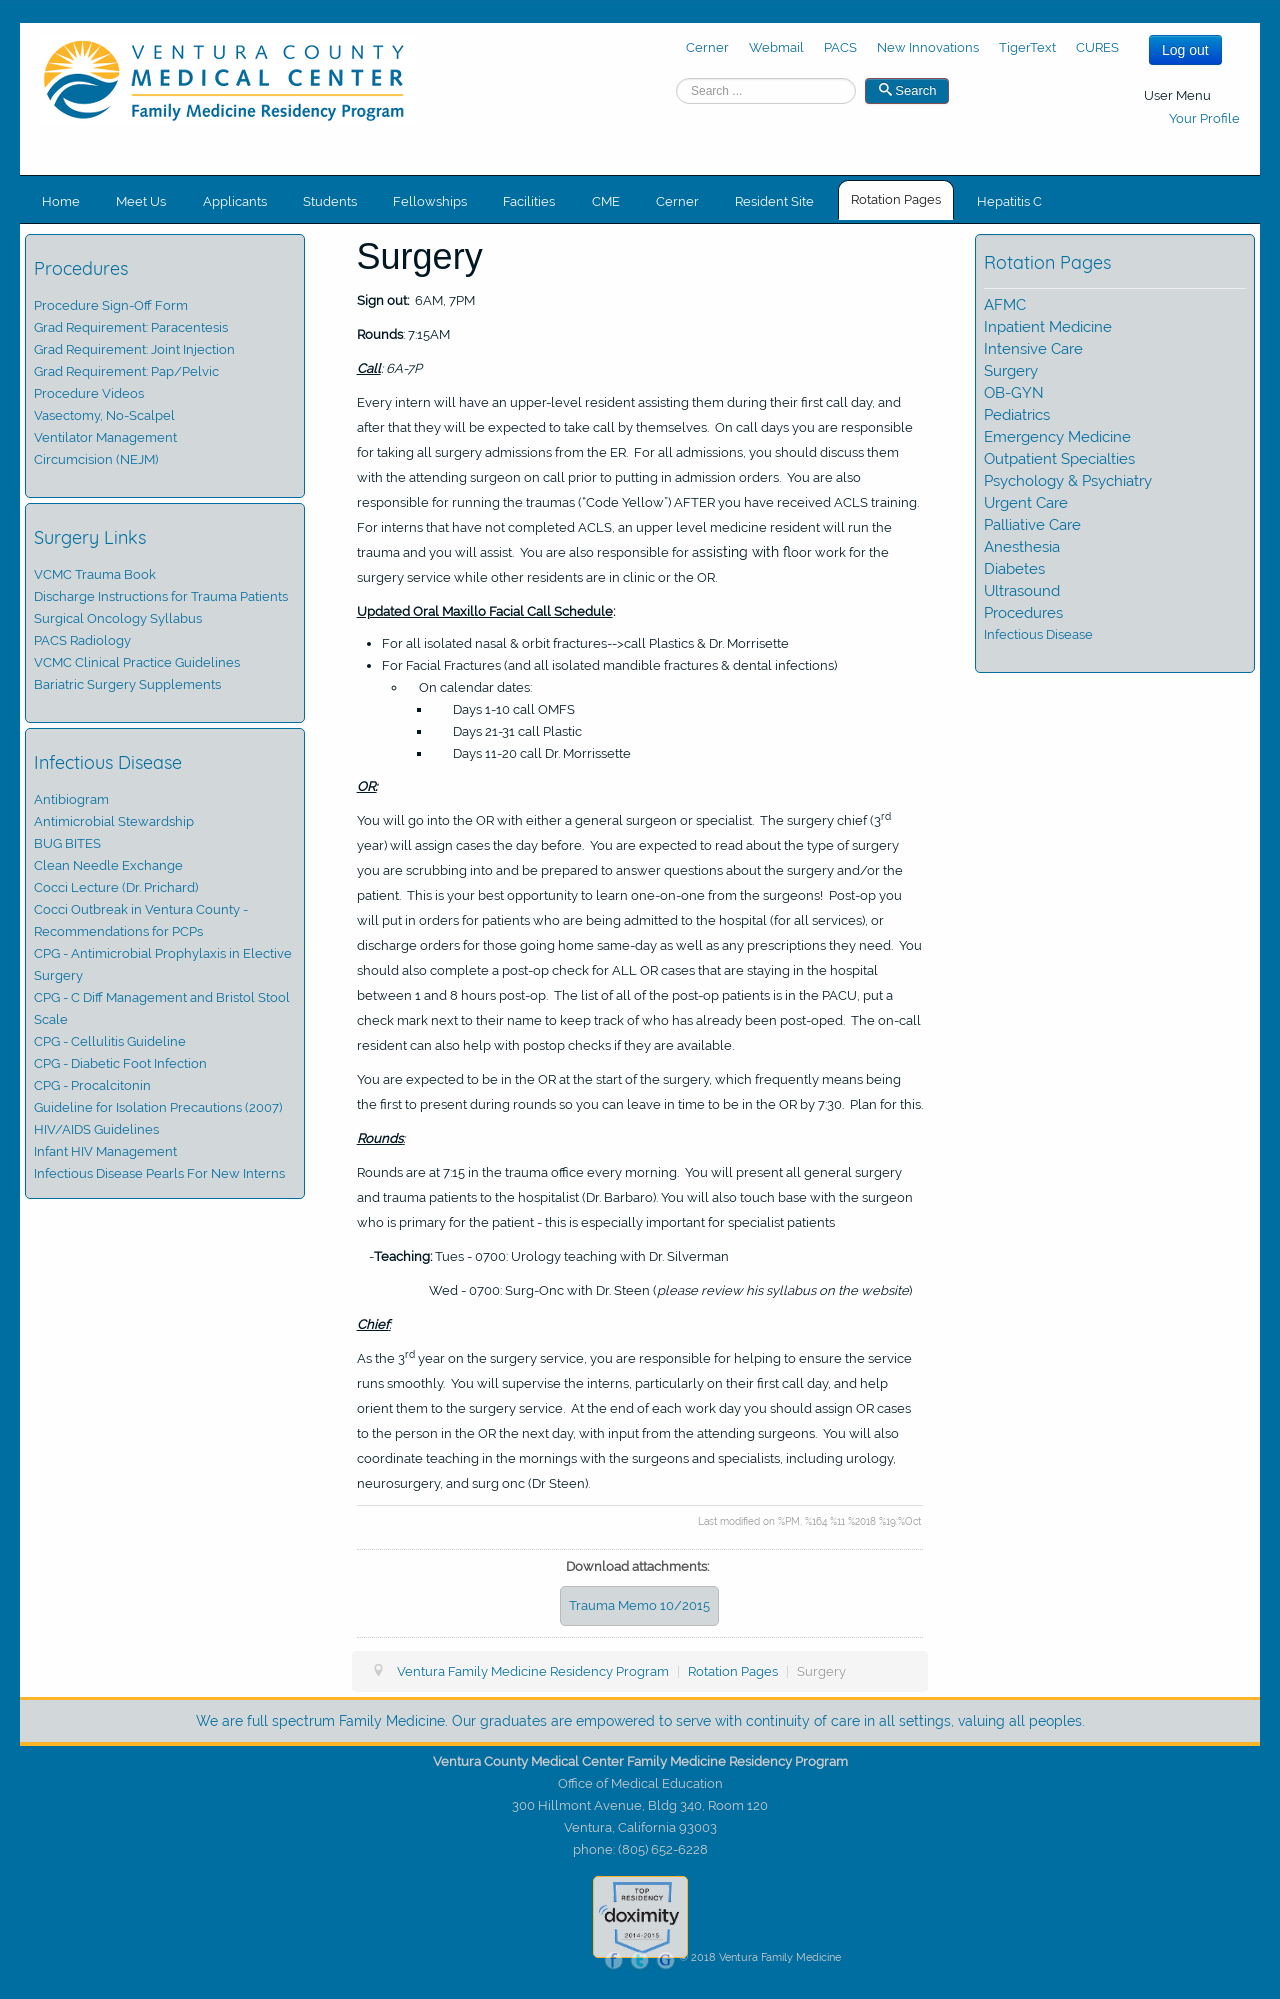 VENTURA COUNTY
MEDICAL CENTER
Family Medicine Residency Program
Cerner Webmail PACS New Innovations TigerText CURES
Log out
Search ...
Search
User Menu
Your Profile
Home Meet Us Applicants Students Fellowships Facilities CME Cerner Resident Site Rotation Pages Hepatitis C
Procedures
Procedure Sign-Off Form
Grad Requirement: Paracentesis
Grad Requirement: Joint Injection
Grad Requirement: Pap/Pelvic
Procedure Videos
Vasectomy, No-Scalpel
Ventilator Management
Circumcision (NEJM)
Surgery Links
VCMC Trauma Book
Discharge Instructions for Trauma Patients
Surgical Oncology Syllabus
PACS Radiology
VCMC Clinical Practice Guidelines
Bariatric Surgery Supplements
Infectious Disease
Antibiogram
Antimicrobial Stewardship
BUG BITES
Clean Needle Exchange
Cocci Lecture (Dr. Prichard)
Cocci Outbreak in Ventura County -
Recommendations for PCPs
CPG - Antimicrobial Prophylaxis in Elective
Surgery
CPG - C Diff Management and Bristol Stool
Scale
CPG - Cellulitis Guideline
CPG - Diabetic Foot Infection
CPG - Procalcitonin
Guideline for Isolation Precautions (2007)
HIV/AIDS Guidelines
Infant HIV Management
Infectious Disease Pearls For New Interns
Surgery
Sign out: 6AM, 7PM
Rounds: 7:15AM
Call: 6A-7P
Every intern will have an upper-level resident assisting them during their first call day, and
after that they will be expected to take call by themselves. On call days you are responsible
for taking all surgery admissions from the ER. For all admissions, you should discuss them
with the attending surgeon on call prior to putting in admission orders. You are also
responsible for running the traumas (“Code Yellow”) AFTER you have received ACLS training.
For interns that have not completed ACLS, an upper level medicine resident will run the
trauma and you will assist. You are also responsible for assisting with floor work for the
surgery service while other residents are in clinic or the OR.
Updated Oral Maxillo Facial Call Schedule:
• For all isolated nasal & orbit fractures-->call Plastics & Dr. Morrisette
• For Facial Fractures (and all isolated mandible fractures & dental infections)
◦ On calendar dates:
▪ Days 1-10 call OMFS
▪ Days 21-31 call Plastic
▪ Days 11-20 call Dr. Morrissette
OR:
You will go into the OR with either a general surgeon or specialist. The surgery chief (3rd
year) will assign cases the day before. You are expected to read about the type of surgery
you are scrubbing into and be prepared to answer questions about the surgery and/or the
patient. This is your best opportunity to learn one-on-one from the surgeons! Post-op you
will put in orders for patients who are being admitted to the hospital (for all services), or
discharge orders for those going home same-day as well as any prescriptions they need. You
should also complete a post-op check for ALL OR cases that are staying in the hospital
between 1 and 8 hours post-op. The list of all of the post-op patients is in the PACU, put a
check mark next to their name to keep track of who has already been post-oped. The on-call
resident can also help with postop checks if they are available.
You are expected to be in the OR at the start of the surgery, which frequently means being
the first to present during rounds so you can leave in time to be in the OR by 7:30. Plan for this.
Rounds:
Rounds are at 7:15 in the trauma office every morning. You will present all general surgery
and trauma patients to the hospitalist (Dr. Barbaro). You will also touch base with the surgeon
who is primary for the patient - this is especially important for specialist patients
-Teaching: Tues - 0700: Urology teaching with Dr. Silverman
Wed - 0700: Surg-Onc with Dr. Steen (please review his syllabus on the website)
Chief:
As the 3rd year on the surgery service, you are responsible for helping to ensure the service
runs smoothly. You will supervise the interns, particularly on their first call day, and help
orient them to the surgery service. At the end of each work day you should assign OR cases
to the person in the OR the next day, with input from the attending surgeons. You will also
coordinate teaching in the mornings with the surgeons and specialists, including urology,
neurosurgery, and surg onc (Dr Steen).
Last modified on %PM, %164 %11 %2018 %19:%Oct
Download attachments:
Trauma Memo 10/2015
Ventura Family Medicine Residency Program | Rotation Pages | Surgery
Rotation Pages
AFMC
Inpatient Medicine
Intensive Care
Surgery
OB-GYN
Pediatrics
Emergency Medicine
Outpatient Specialties
Psychology & Psychiatry
Urgent Care
Palliative Care
Anesthesia
Diabetes
Ultrasound
Procedures
Infectious Disease
We are full spectrum Family Medicine. Our graduates are empowered to serve with continuity of care in all settings, valuing all peoples.
Ventura County Medical Center Family Medicine Residency Program
Office of Medical Education
300 Hillmont Avenue, Bldg 340, Room 120
Ventura, California 93003
phone: (805) 652-6228
TOP
RESIDENCY
doximity
2014-2015
f t G
© 2018 Ventura Family Medicine